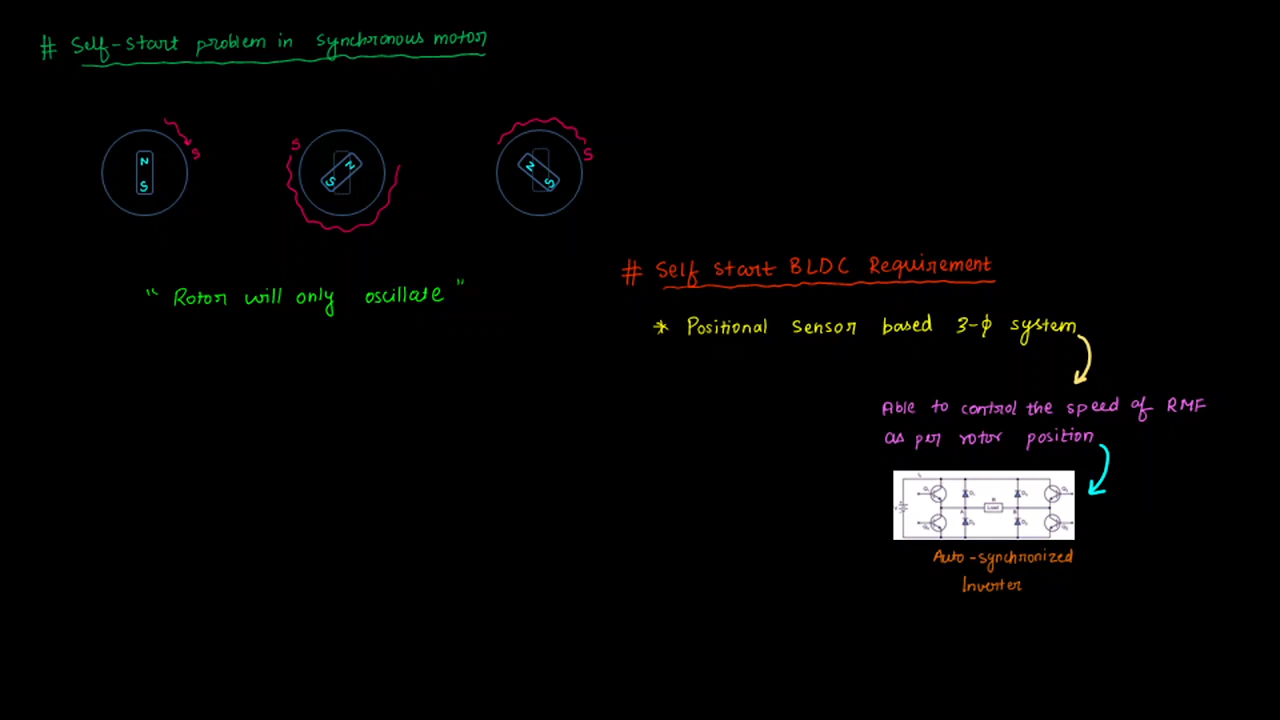 # Self-start problem in synchronous motor
S
N
S
S
N
S
S
N
S
" Rotor will only oscillate "
# Self start BLDC Requirement
* Positional Sensor based 3-ϕ system
Able to control the speed of RMF
as per rotor position
Load
A
B
Auto-synchronized
Inverter